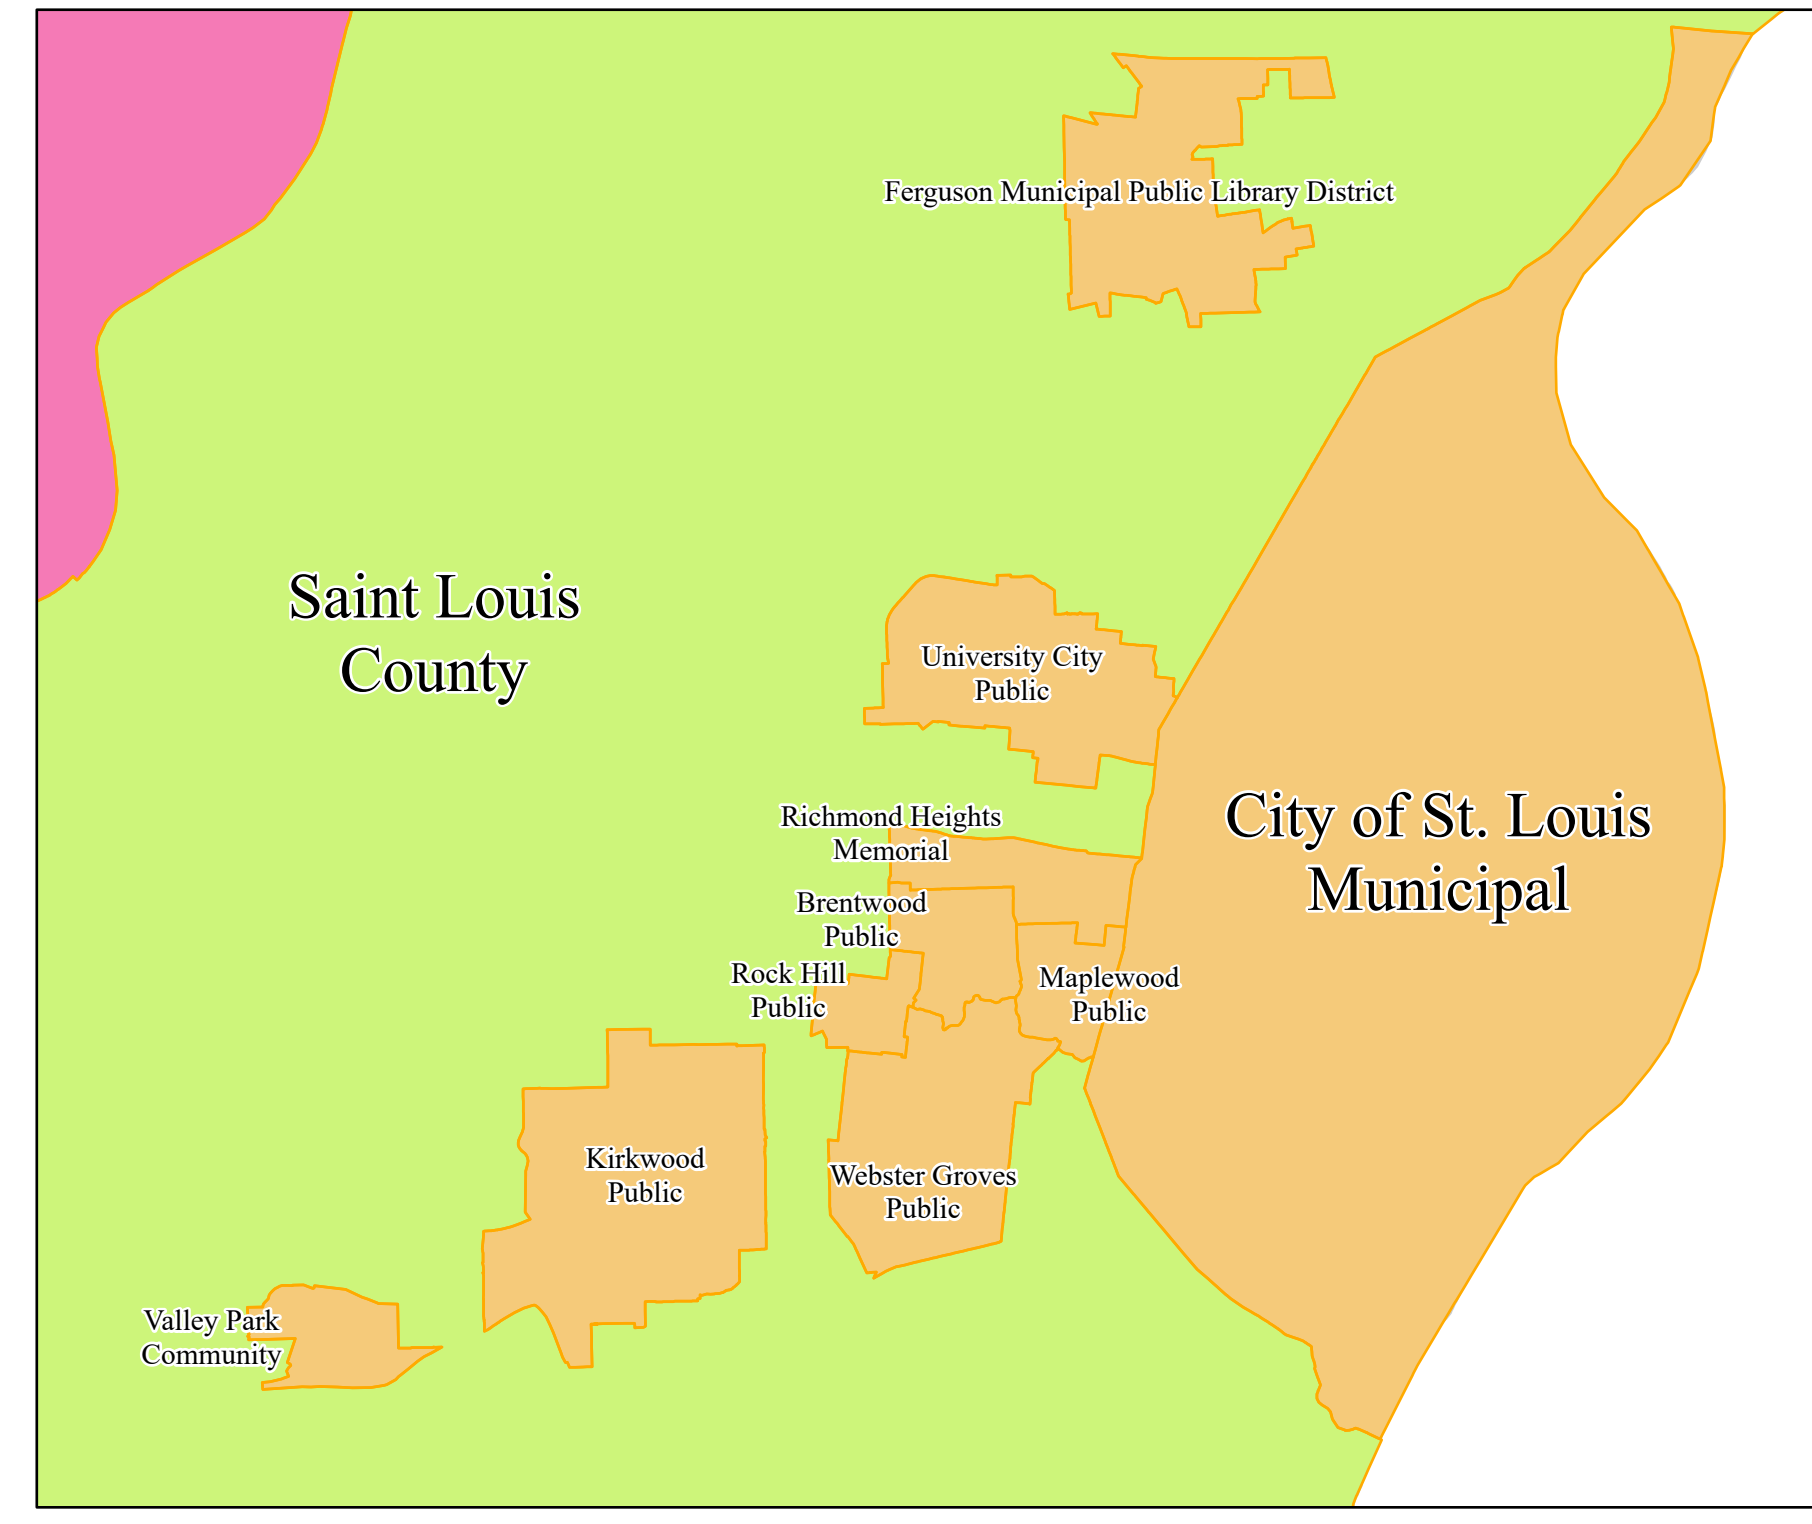 Ferguson Municipal Public Library District
Saint Louis
County
University City
Public
City of St. Louis
Municipal
Richmond Heights
Memorial
Brentwood
Public
Rock Hill
Public
Maplewood
Public
Kirkwood
Public
Webster Groves
Public
Valley Park
Community